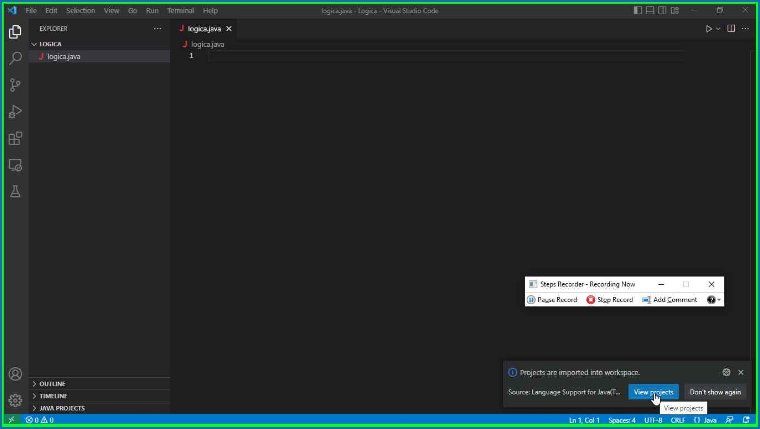 File Edit Selection View Go Run Terminal Help
logica.java - Logica - Visual Studio Code
EXPLORER
LOGICA
J logica.java
J logica.java
J logica.java
1
Steps Recorder - Recording Now
Pause Record Stop Record Add Comment
Projects are imported into workspace.
Source: Language Support for Java(T... View projects Don't show again
View projects
OUTLINE
TIMELINE
JAVA PROJECTS
0 0 Ln 1, Col 1 Spaces: 4 UTF-8 CRLF {} Java